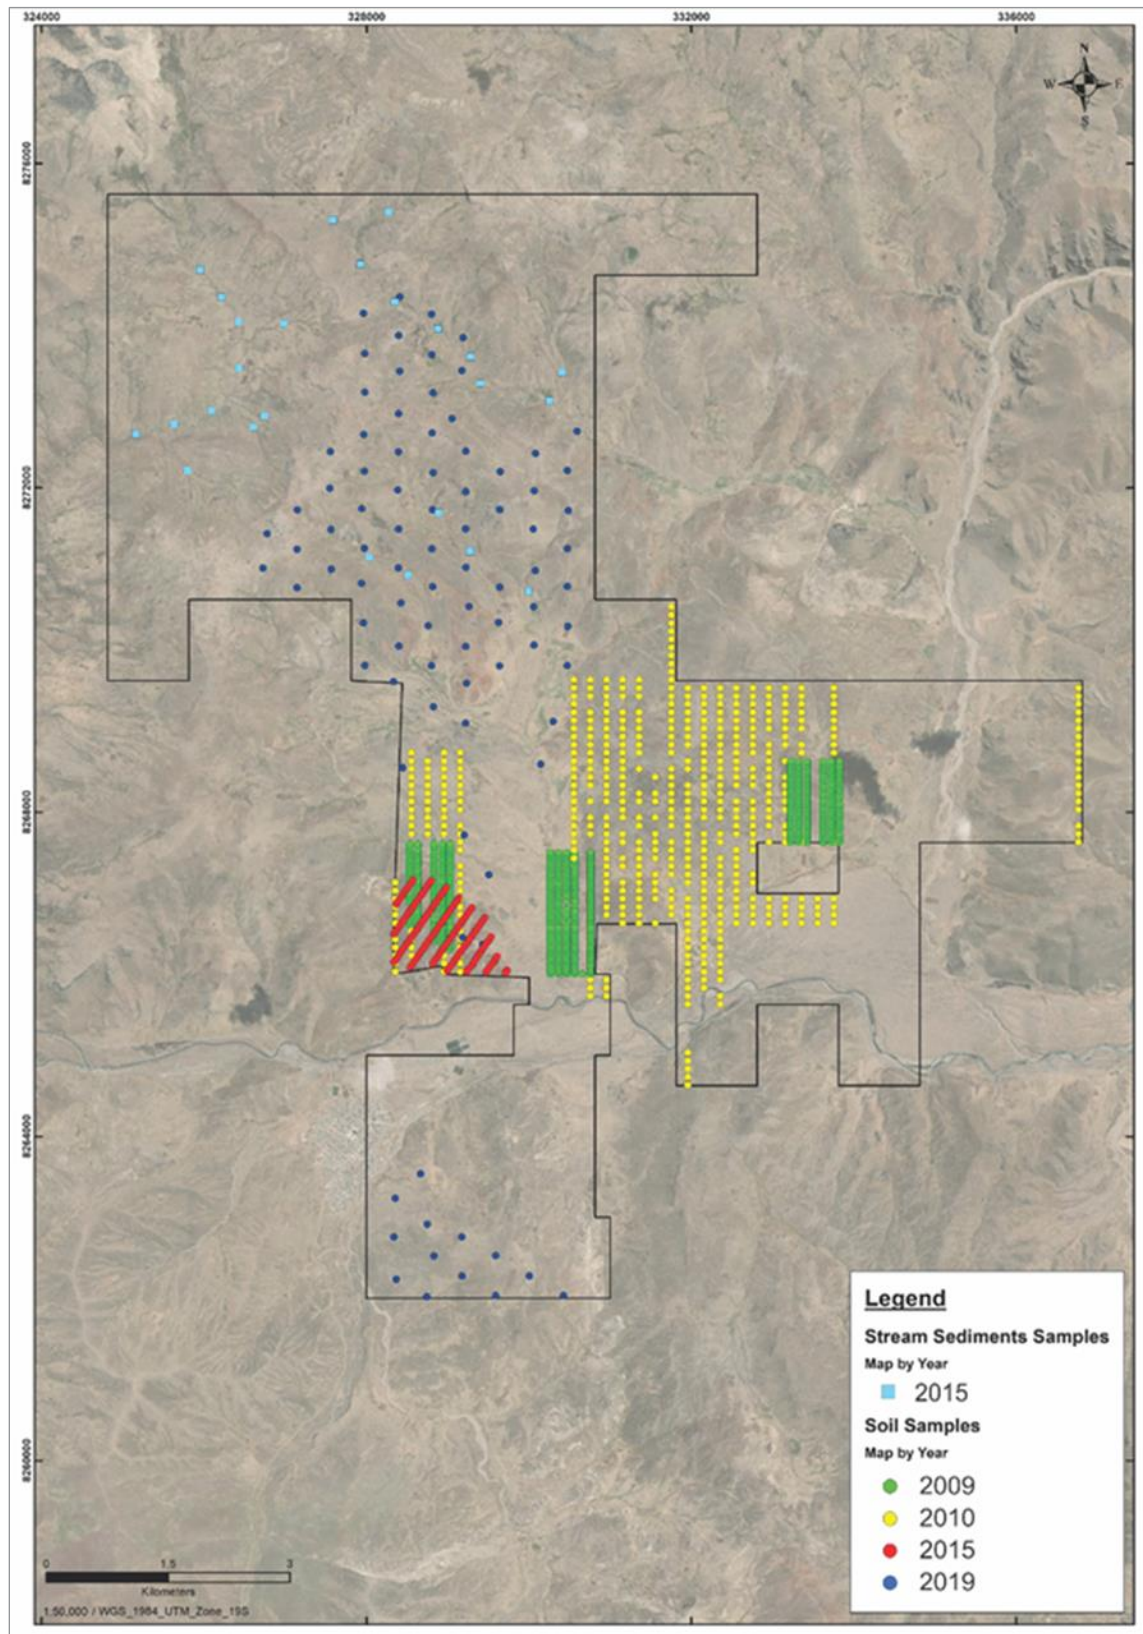 324000
328000
332000
336000
N
W E
S
8276000
8272000
8268000
8264000
8260000
Legend
Stream Sediments Samples
Map by Year
2015
Soil Samples
Map by Year
2009
2010
2015
2019
0 1.5 3
Kilometers
1:50,000 / WGS_1984_UTM_Zone_19S